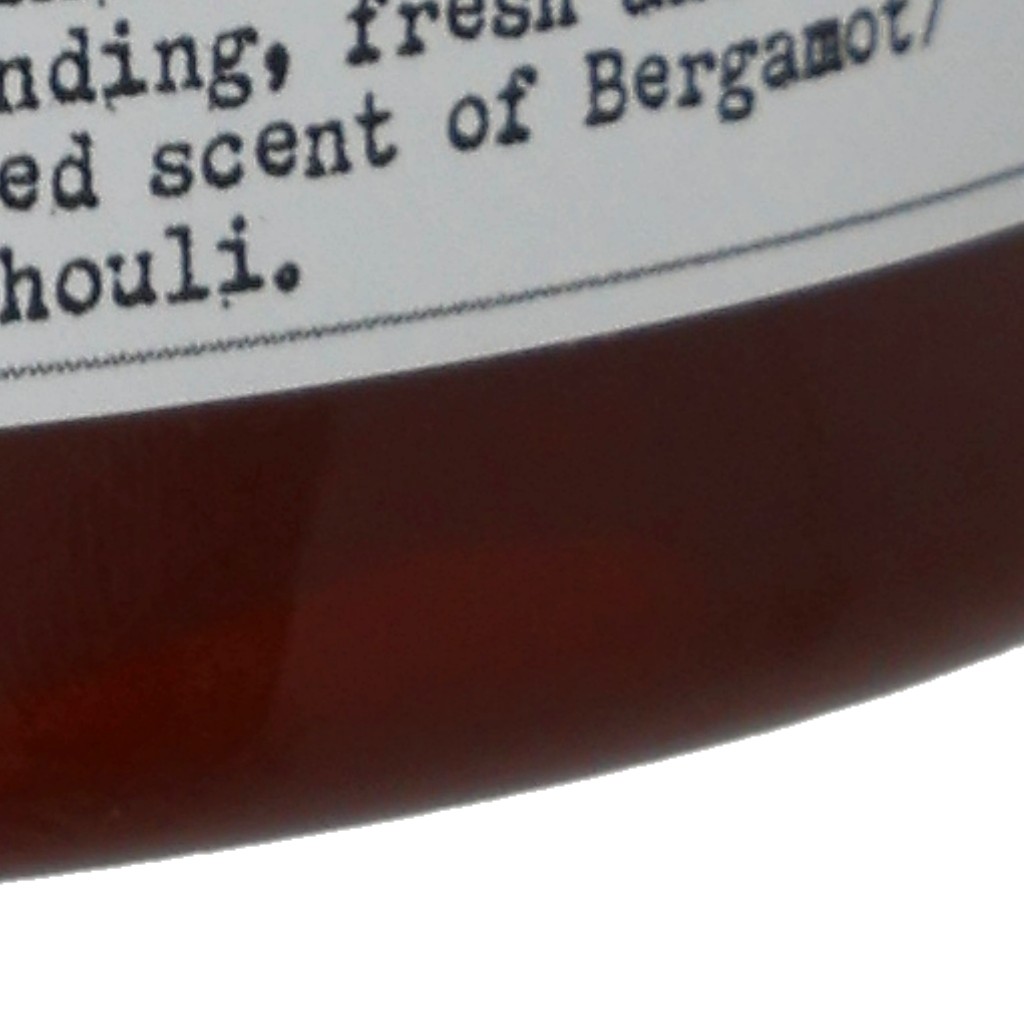 nding, fresh
ed scent of Bergamot/
houli.